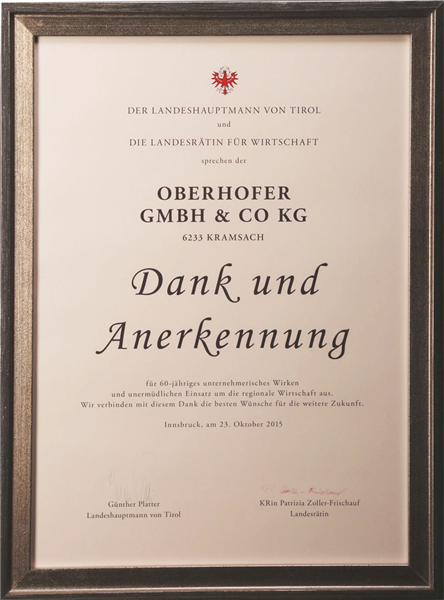 DER LANDESHAUPTMANN VON TIROL
und
DIE LANDESRÄTIN FÜR WIRTSCHAFT
sprechen der
OBERHOFER
GMBH & CO KG
6233 KRAMSACH
Dank und
Anerkennung
für 60-jähriges unternehmerisches Wirken
und unermüdlichen Einsatz um die regionale Wirtschaft aus.
Wir verbinden mit diesem Dank die besten Wünsche für die weitere Zukunft.
Innsbruck, am 23. Oktober 2015
Günther Platter
Landeshauptmann von Tirol
KRin Patrizia Zoller-Frischauf
Landesrätin